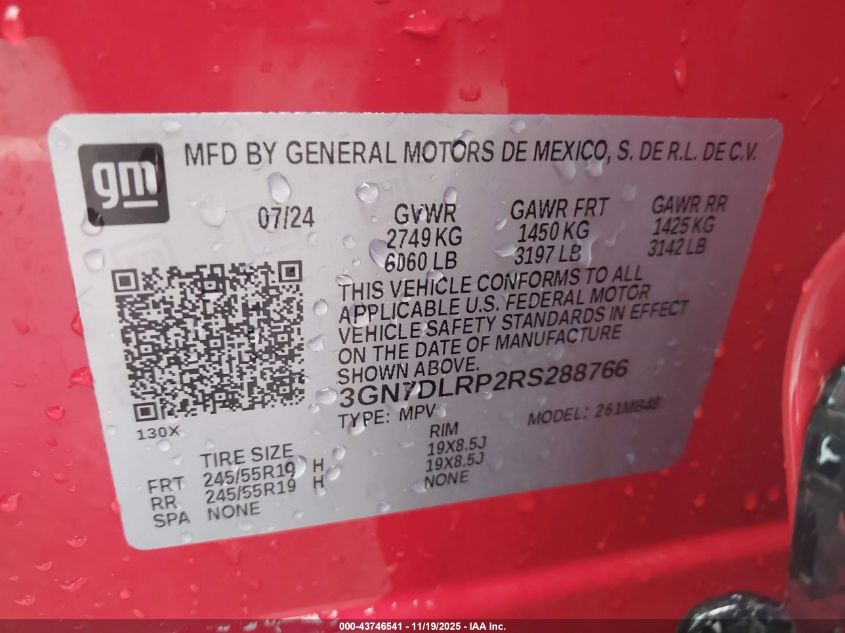 gm
MFD BY GENERAL MOTORS DE MEXICO, S. DE R.L. DE C.V.
07/24 GVWR GAWR FRT GAWR RR
2749 KG 1450 KG 1425 KG
6060 LB 3197 LB 3142 LB
THIS VEHICLE CONFORMS TO ALL
APPLICABLE U.S. FEDERAL MOTOR
VEHICLE SAFETY STANDARDS IN EFFECT
ON THE DATE OF MANUFACTURE
SHOWN ABOVE.
3GN7DLRP2RS288766
TYPE: MPV MODEL: 261MB48
130X
TIRE SIZE RIM
FRT 245/55R19 H 19X8.5J
RR 245/55R19 H 19X8.5J
SPA NONE NONE
000-43746541 - 11/19/2025 - IAA Inc.